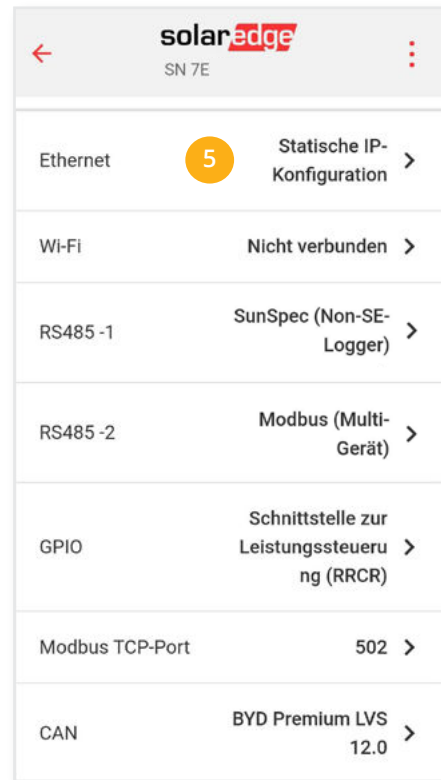 solaredge
SN 7E
Ethernet
5
Statische IP-
Konfiguration
Wi-Fi
Nicht verbunden
RS485 -1
SunSpec (Non-SE-
Logger)
RS485 -2
Modbus (Multi-
Gerät)
GPIO
Schnittstelle zur
Leistungssteueru
ng (RRCR)
Modbus TCP-Port
502
CAN
BYD Premium LVS
12.0